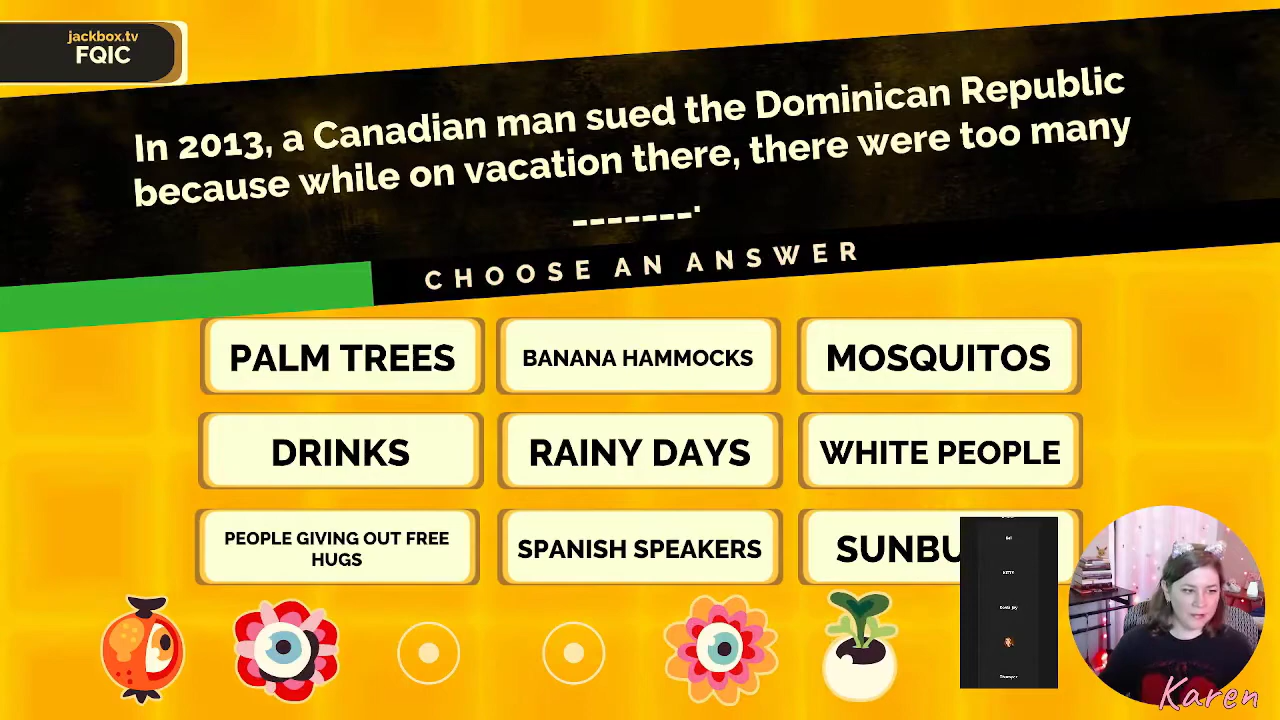 jackbox.tv
FQIC
In 2013, a Canadian man sued the Dominican Republic
because while on vacation there, there were too many
_______.
CHOOSE AN ANSWER
PALM TREES
BANANA HAMMOCKS
MOSQUITOS
DRINKS
RAINY DAYS
WHITE PEOPLE
PEOPLE GIVING OUT FREE
HUGS
SPANISH SPEAKERS
SUNBU
Karen